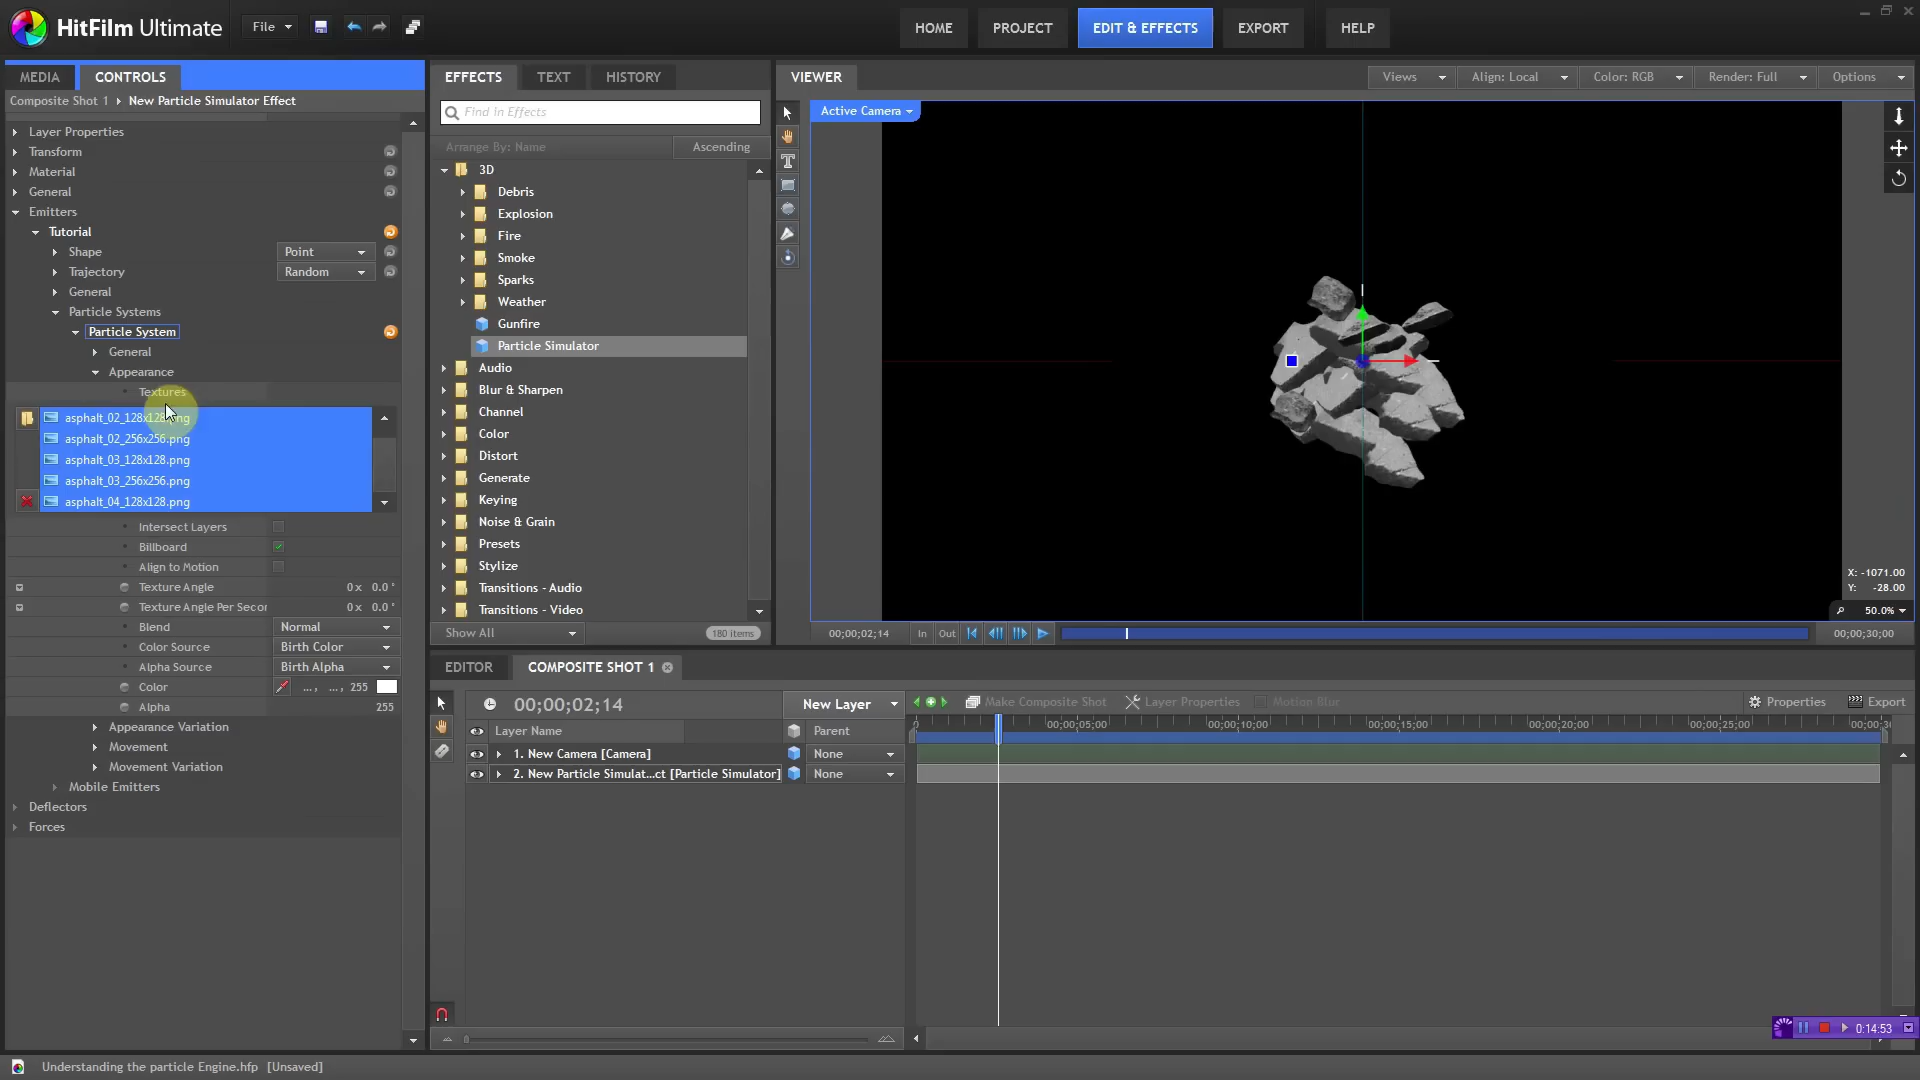 HitFilm Ultimate
File
HOME
PROJECT
EDIT & EFFECTS
EXPORT
HELP
MEDIA
CONTROLS
Composite Shot 1 New Particle Simulator Effect
Layer Properties
Transform
Material
General
Emitters
Tutorial
Shape Point
Trajectory Random
General
Particle Systems
Particle System
General
Appearance
Textures
asphalt_02_128x128.png
asphalt_02_256x256.png
asphalt_03_128x128.png
asphalt_03_256x256.png
asphalt_04_128x128.png
Intersect Layers
Billboard
Align to Motion
Texture Angle 0 x 0.0 °
Texture Angle Per Secor 0 x 0.0 °
Blend Normal
Color Source Birth Color
Alpha Source Birth Alpha
Color ... , ... , 255
Alpha 255
Appearance Variation
Movement
Movement Variation
Mobile Emitters
Deflectors
Forces
EFFECTS
TEXT
HISTORY
Find in Effects
Arrange By: Name Ascending
3D
Debris
Explosion
Fire
Smoke
Sparks
Weather
Gunfire
Particle Simulator
Audio
Blur & Sharpen
Channel
Color
Distort
Generate
Keying
Noise & Grain
Presets
Stylize
Transitions - Audio
Transitions - Video
Show All
180 items
VIEWER
Views
Align: Local
Color: RGB
Render: Full
Options
Active Camera
X: -1071.00
Y: -28.00
50.0%
00;00;02;14
In
Out
00;00;30;00
EDITOR
COMPOSITE SHOT 1
00;00;02;14
New Layer
Make Composite Shot
Layer Properties
Motion Blur
Properties
Export
Layer Name
Parent
00;00;05;00
00;00;10;00
00;00;15;00
00;00;20;00
00;00;25;00
00;00;3
1. New Camera [Camera] None
2. New Particle Simulat...ct [Particle Simulator] None
0:14:53
Understanding the particle Engine.hfp [Unsaved]